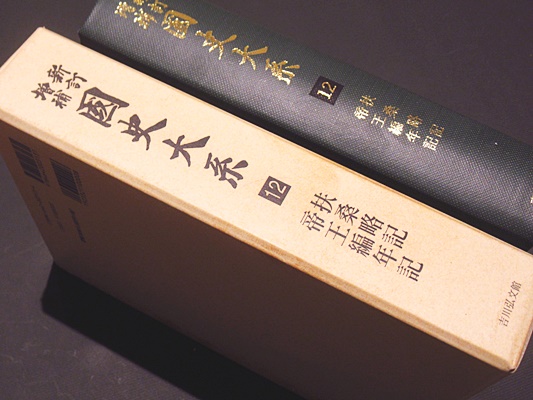 新訂
增補
國史大系
12
扶桑略記
帝王編年記
吉川弘文館
新訂
增補
國史大系
12
扶桑略記
帝王編年記